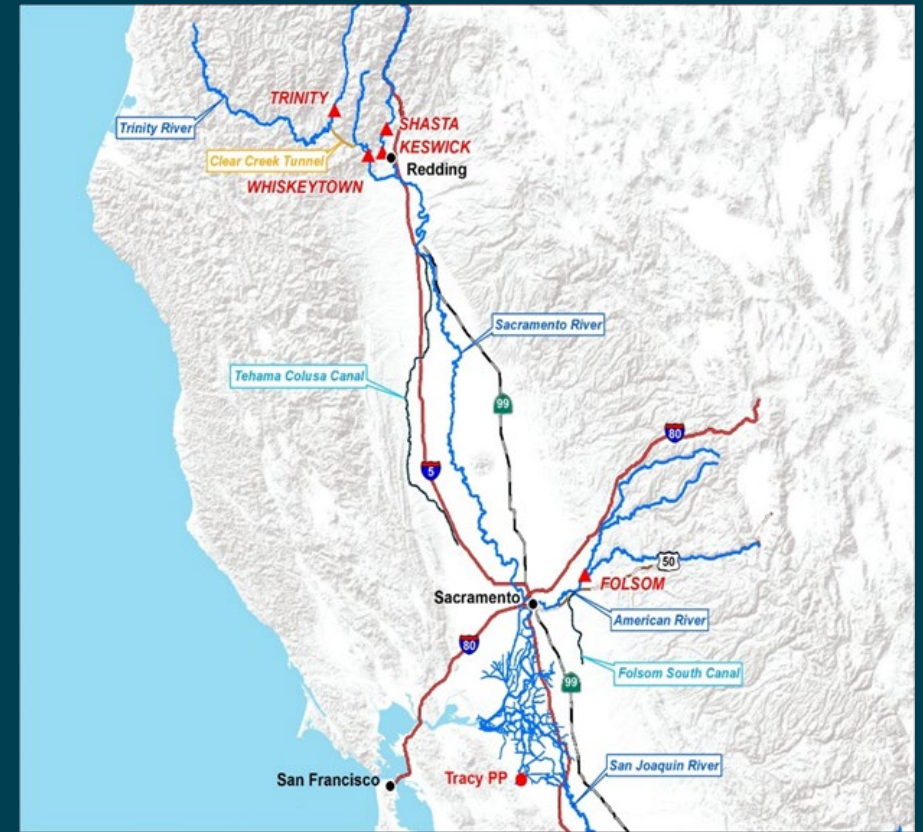 TRINITY
Trinity River
SHASTA
Clear Creek Tunnel
KESWICK
Redding
WHISKEYTOWN
Sacramento River
Tehama Colusa Canal
99
80
5
50
FOLSOM
Sacramento
American River
80
Folsom South Canal
99
San Joaquin River
San Francisco
Tracy PP